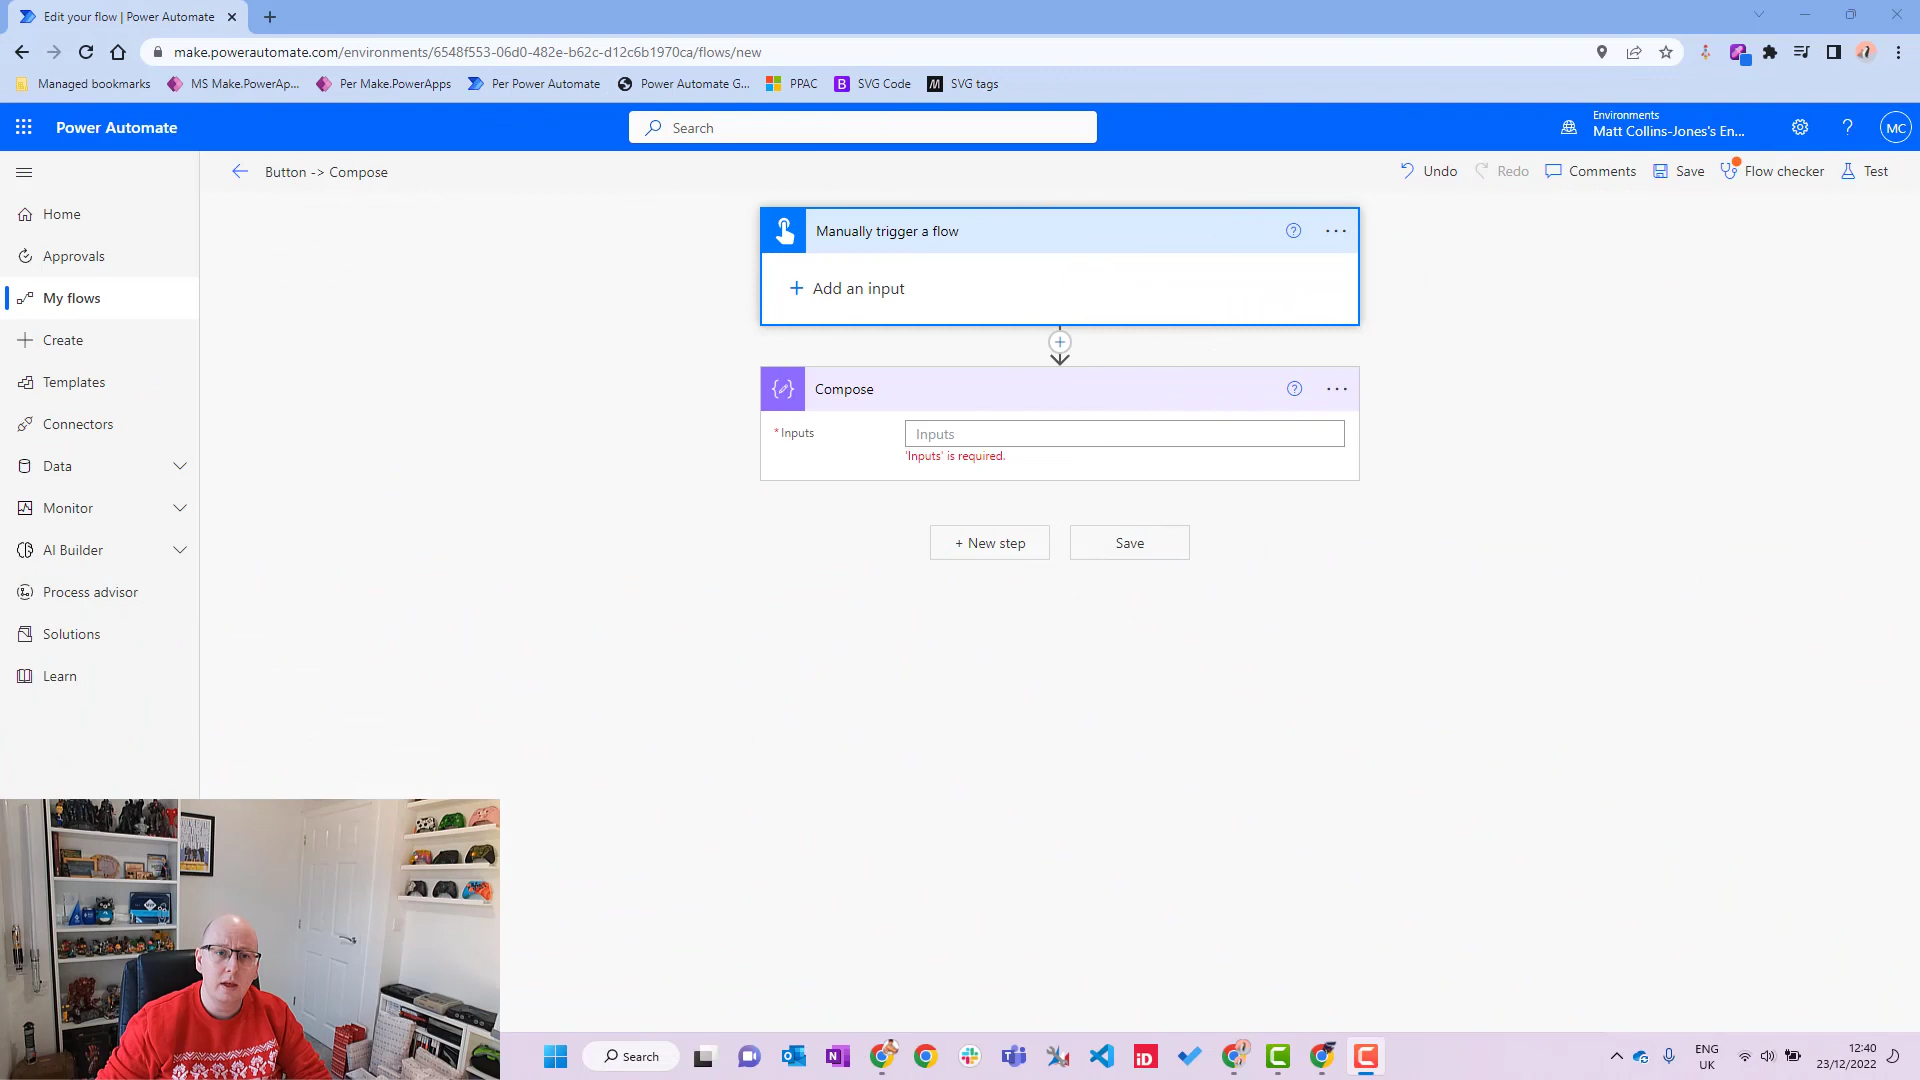 Edit your flow | Power Automate
make.powerautomate.com/environments/6548f553-06d0-482e-b62c-d12c6b1970ca/flows/new
Managed bookmarks
MS Make.PowerAp...
Per Make.PowerApps
Per Power Automate
Power Automate G...
PPAC
B
SVG Code
M
SVG tags
Power Automate
Search
Environments
Matt Collins-Jones's En...
?
MC
Button -> Compose
Undo
Redo
Comments
Save
Flow checker
Test
Home
Approvals
My flows
Create
Templates
Connectors
Data
Monitor
AI Builder
Process advisor
Solutions
Learn
Manually trigger a flow
?
...
+ Add an input
Compose
?
...
* Inputs
Inputs
'Inputs' is required.
+ New step
Save
Search
iD
ENG
UK
12:40
23/12/2022